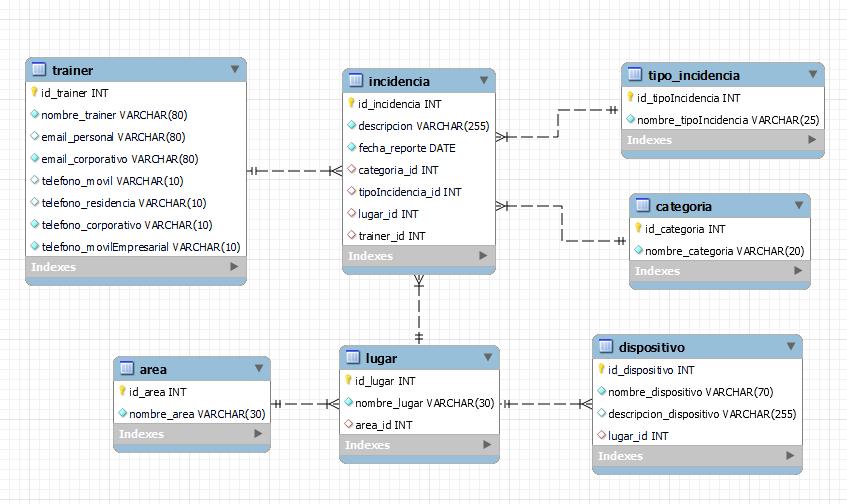 trainer
id_trainer INT
nombre_trainer VARCHAR(80)
email_personal VARCHAR(80)
email_corporativo VARCHAR(80)
telefono_movil VARCHAR(10)
telefono_residencia VARCHAR(10)
telefono_corporativo VARCHAR(10)
telefono_movilEmpresarial VARCHAR(10)
Indexes
incidencia
id_incidencia INT
descripcion VARCHAR(255)
fecha_reporte DATE
categoria_id INT
tipoIncidencia_id INT
lugar_id INT
trainer_id INT
Indexes
tipo_incidencia
id_tipoIncidencia INT
nombre_tipoIncidencia VARCHAR(25)
Indexes
categoria
id_categoria INT
nombre_categoria VARCHAR(20)
Indexes
area
id_area INT
nombre_area VARCHAR(30)
Indexes
lugar
id_lugar INT
nombre_lugar VARCHAR(30)
area_id INT
Indexes
dispositivo
id_dispositivo INT
nombre_dispositivo VARCHAR(70)
descripcion_dispositivo VARCHAR(255)
lugar_id INT
Indexes